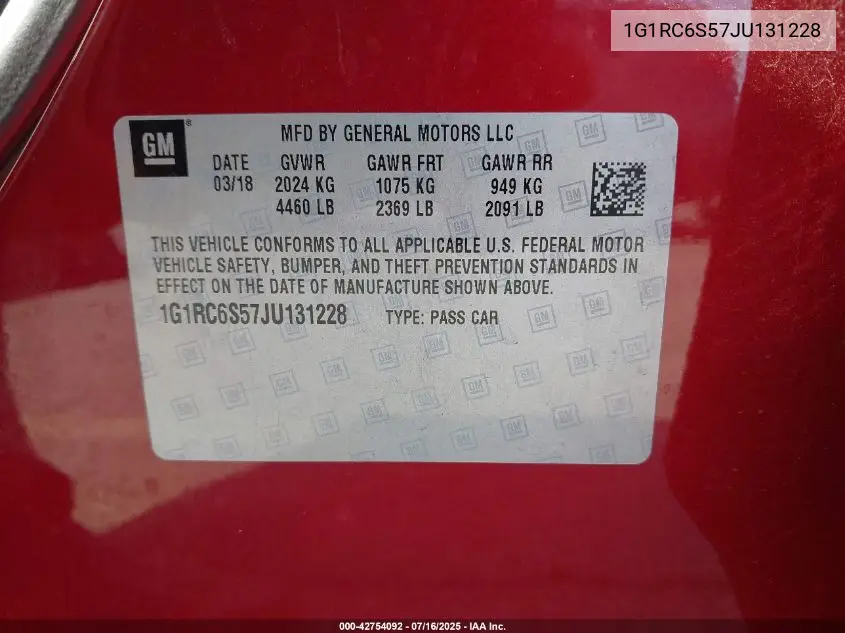 1G1RC6S57JU131228
GM ®
MFD BY GENERAL MOTORS LLC
DATE GVWR GAWR FRT GAWR RR
03/18 2024 KG 1075 KG 949 KG
4460 LB 2369 LB 2091 LB
THIS VEHICLE CONFORMS TO ALL APPLICABLE U.S. FEDERAL MOTOR
VEHICLE SAFETY, BUMPER, AND THEFT PREVENTION STANDARDS IN
EFFECT ON THE DATE OF MANUFACTURE SHOWN ABOVE.
1G1RC6S57JU131228 TYPE: PASS CAR
000-42754092 - 07/16/2025 - IAA Inc.